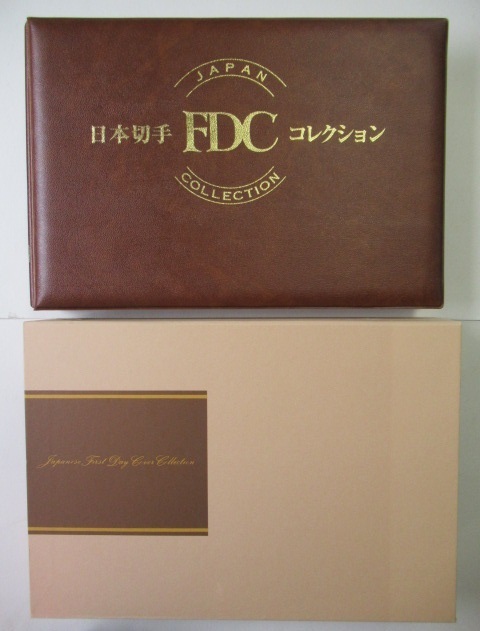 JAPAN
日本切手 FDC コレクション
COLLECTION
Japanese First Day Cover Collection